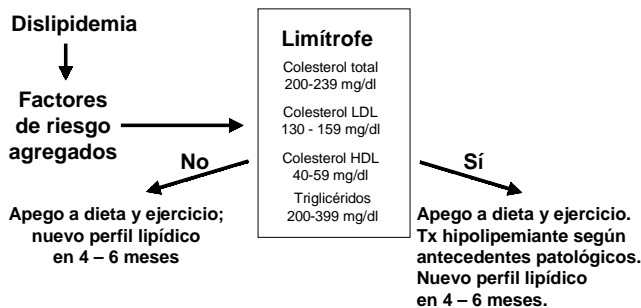 Dislipidemia
Factores
de riesgo
agregados
Limítrofe
Colesterol total
200-239 mg/dl
Colesterol LDL
130 - 159 mg/dl
Colesterol HDL
40-59 mg/dl
Triglicéridos
200-399 mg/dl
No
Sí
Apego a dieta y ejercicio;
nuevo perfil lipídico
en 4 – 6 meses
Apego a dieta y ejercicio.
Tx hipolipemiante según
antecedentes patológicos.
Nuevo perfil lipídico
en 4 – 6 meses.